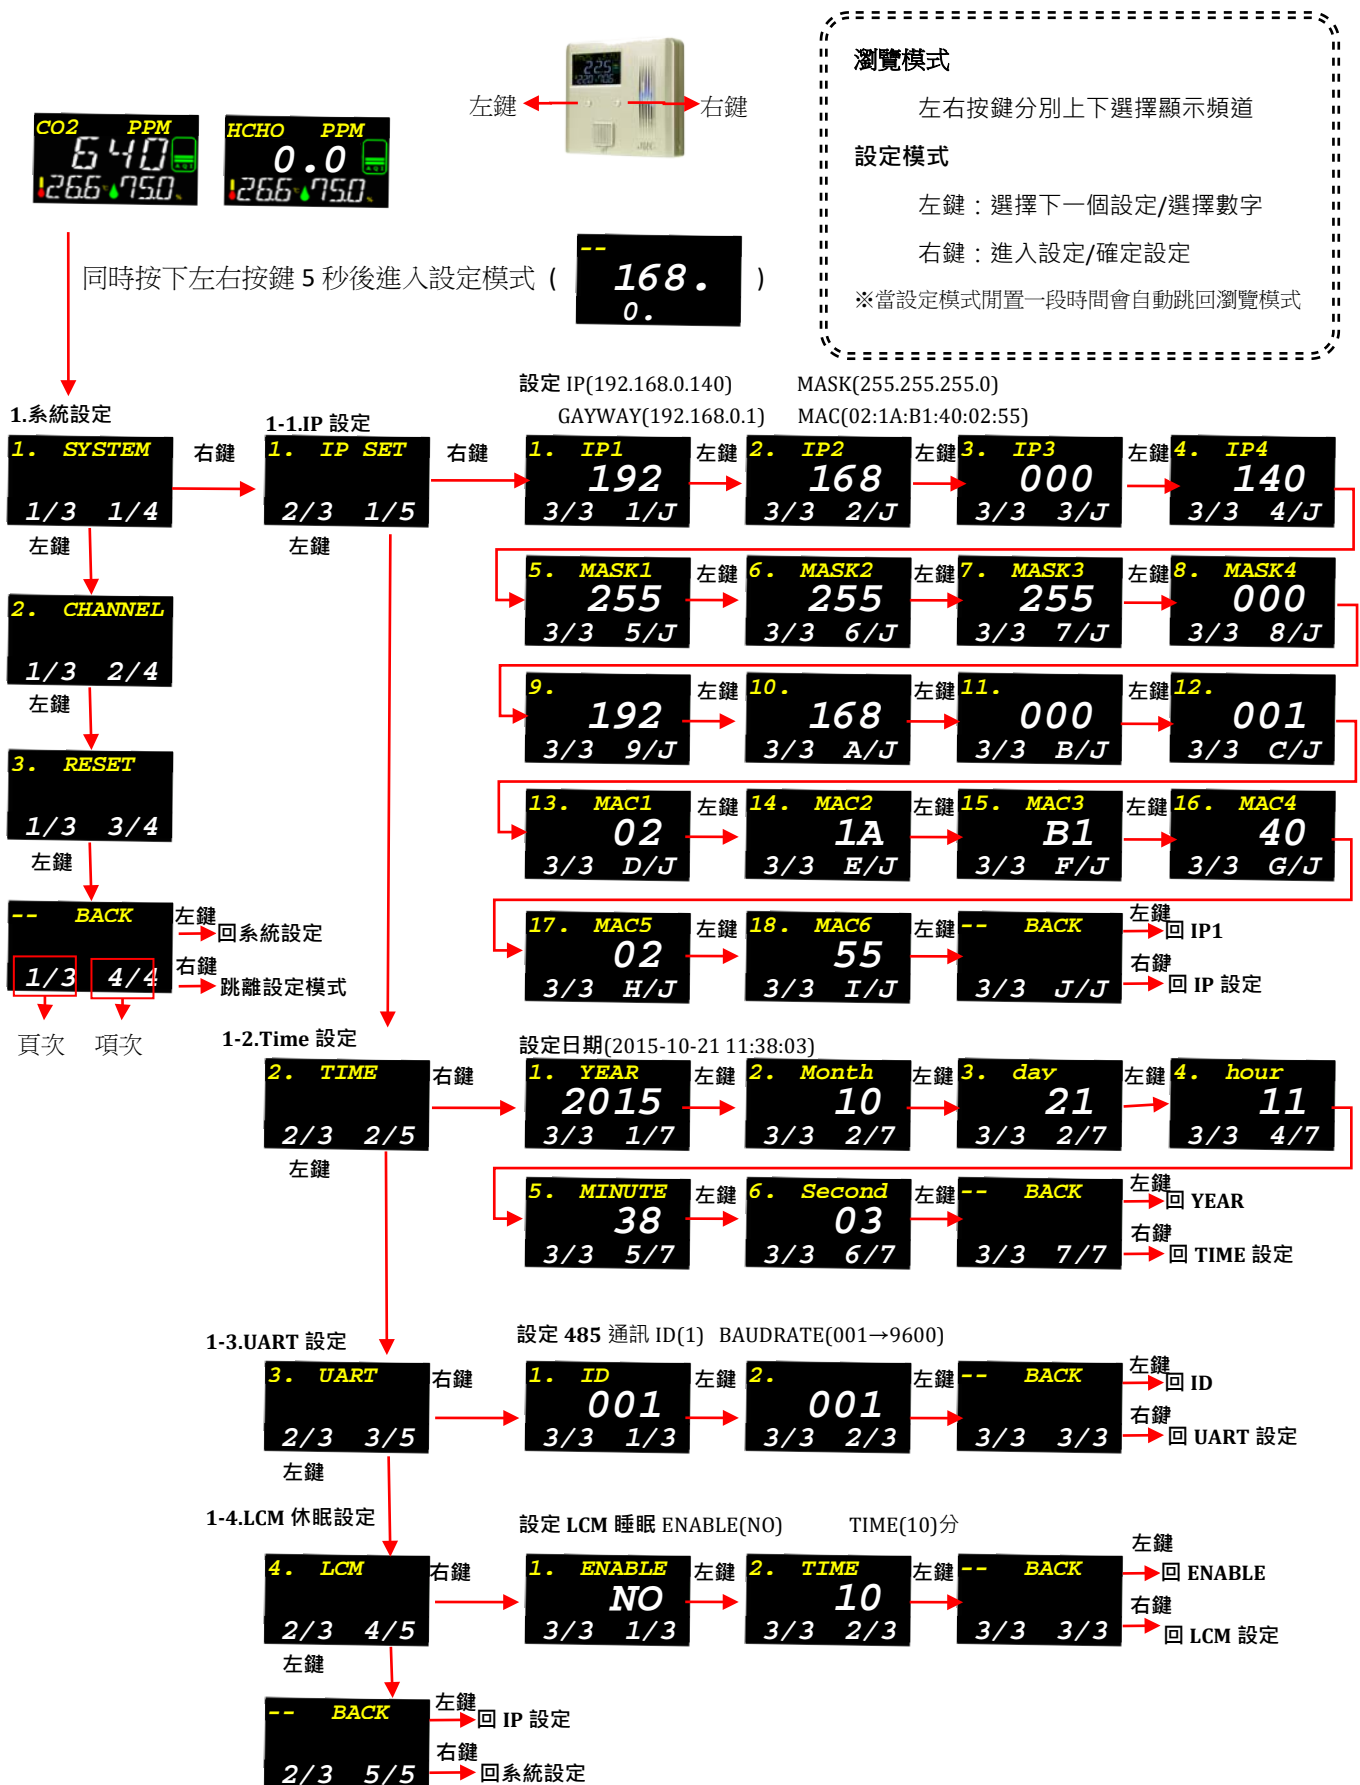 瀏覽模式
左右按鍵分別上下選擇顯示頻道
設定模式
左鍵：選擇下一個設定/選擇數字
右鍵：進入設定/確定設定
※當設定模式閒置一段時間會自動跳回瀏覽模式
左鍵 右鍵
22.5
CO2 PPM
640
26.6 ℃ 75.0 %
HCHO PPM
0.0
26.6 ℃ 75.0 %
同時按下左右按鍵 5 秒後進入設定模式 ( )
--
168.
0.
設定 IP(192.168.0.140) MASK(255.255.255.0)
GAYWAY(192.168.0.1) MAC(02:1A:B1:40:02:55)
1.系統設定
1. SYSTEM
1/3 1/4
右鍵
左鍵
2. CHANNEL
1/3 2/4
左鍵
3. RESET
1/3 3/4
左鍵
-- BACK
1/3 4/4
左鍵
回系統設定
右鍵
跳離設定模式
頁次 項次
1-1.IP 設定
1. IP SET
2/3 1/5
右鍵
左鍵
1. IP1
192
3/3 1/J
左鍵
2. IP2
168
3/3 2/J
左鍵
3. IP3
000
3/3 3/J
左鍵
4. IP4
140
3/3 4/J
5. MASK1
255
3/3 5/J
左鍵
6. MASK2
255
3/3 6/J
左鍵
7. MASK3
255
3/3 7/J
左鍵
8. MASK4
000
3/3 8/J
9.
192
3/3 9/J
左鍵
10.
168
3/3 A/J
左鍵
11.
000
3/3 B/J
左鍵
12.
001
3/3 C/J
13. MAC1
02
3/3 D/J
左鍵
14. MAC2
1A
3/3 E/J
左鍵
15. MAC3
B1
3/3 F/J
左鍵
16. MAC4
40
3/3 G/J
17. MAC5
02
3/3 H/J
左鍵
18. MAC6
55
3/3 I/J
左鍵
-- BACK
3/3 J/J
左鍵
回 IP1
右鍵
回 IP 設定
1-2.Time 設定
設定日期(2015-10-21 11:38:03)
2. TIME
2/3 2/5
右鍵
左鍵
1. YEAR
2015
3/3 1/7
左鍵
2. Month
10
3/3 2/7
左鍵
3. day
21
3/3 2/7
左鍵
4. hour
11
3/3 4/7
5. MINUTE
38
3/3 5/7
左鍵
6. Second
03
3/3 6/7
左鍵
-- BACK
3/3 7/7
左鍵
回 YEAR
右鍵
回 TIME 設定
1-3.UART 設定
設定 485 通訊 ID(1) BAUDRATE(001→9600)
3. UART
2/3 3/5
右鍵
左鍵
1. ID
001
3/3 1/3
左鍵
2.
001
3/3 2/3
左鍵
-- BACK
3/3 3/3
左鍵
回 ID
右鍵
回 UART 設定
1-4.LCM 休眠設定
設定 LCM 睡眠 ENABLE(NO) TIME(10)分
4. LCM
2/3 4/5
右鍵
左鍵
1. ENABLE
NO
3/3 1/3
左鍵
2. TIME
10
3/3 2/3
左鍵
-- BACK
3/3 3/3
左鍵
回 ENABLE
右鍵
回 LCM 設定
-- BACK
2/3 5/5
左鍵
回 IP 設定
右鍵
回系統設定